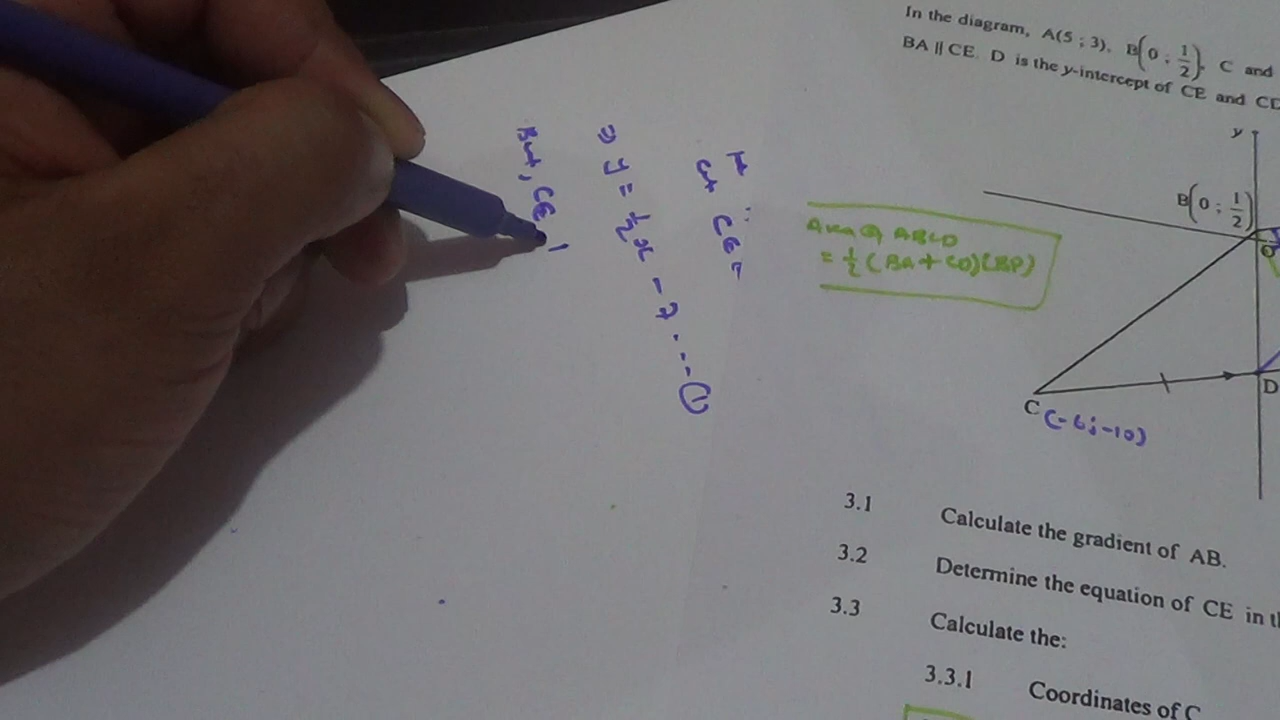 In the diagram, A(5 ; 3), B(0 ; 1/2), C and
BA || CE. D is the y-intercept of CE and CD
y
B(0 ; 1/2)
D
C
(-6;-10)
Area of ABCD
= 1/2 (BA + CD)(BP)
⇒ y = 1/2 x - 7 . . . . ①
But, CE
3.1 Calculate the gradient of AB.
3.2 Determine the equation of CE in
3.3 Calculate the:
3.3.1 Coordinates of C